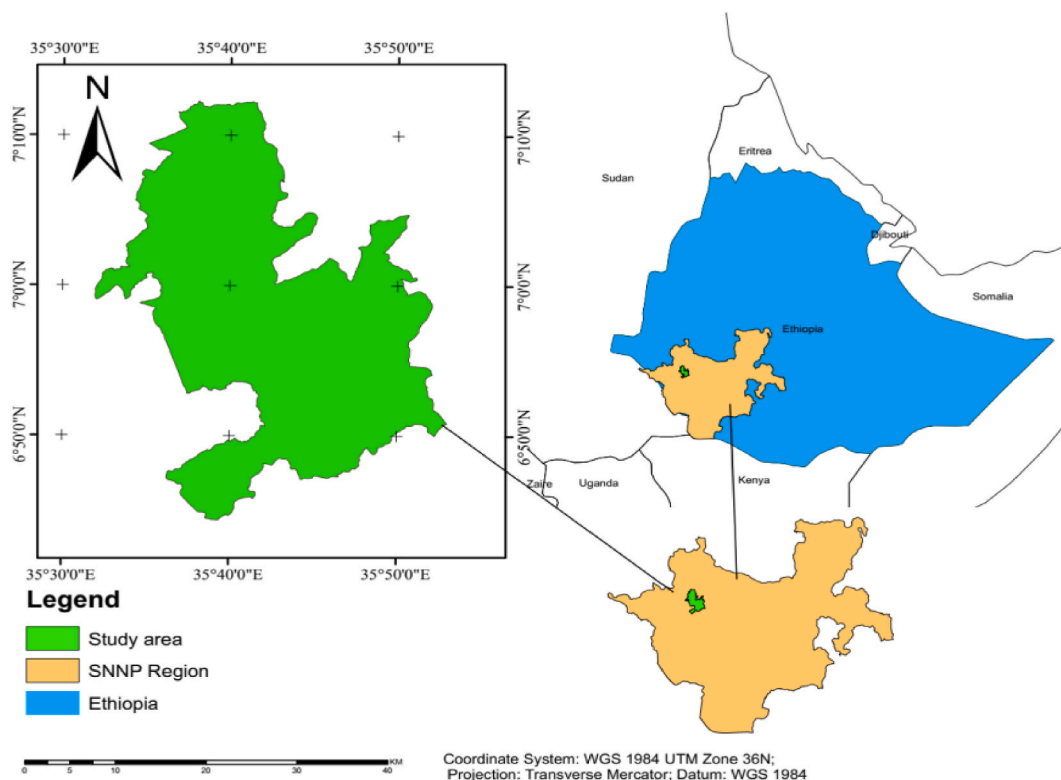 35°30'0"E 35°40'0"E 35°50'0"E
N
7°10'0"N 7°10'0"N
7°0'0"N 7°0'0"N
6°50'0"N 6°50'0"N
35°30'0"E 35°40'0"E 35°50'0"E
Eritrea
Sudan
Djibouti
Somalia
Ethiopia
Zaire Uganda Kenya
Legend
Study area
SNNP Region
Ethiopia
0 5 10 20 30 40 KM
Coordinate System: WGS 1984 UTM Zone 36N;
Projection: Transverse Mercator; Datum: WGS 1984